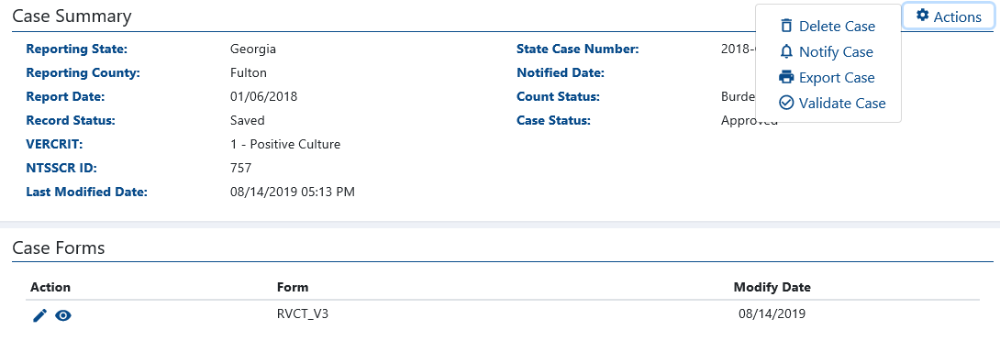 Case Summary
Actions
Delete Case
Notify Case
Export Case
Validate Case
Reporting State: Georgia State Case Number: 2018-
Reporting County: Fulton Notified Date:
Report Date: 01/06/2018 Count Status:
Record Status: Saved Case Status: Approved
VERCRIT: 1 - Positive Culture
NTSSCR ID: 757
Last Modified Date: 08/14/2019 05:13 PM
Case Forms
Action Form Modify Date
RVCT_V3 08/14/2019